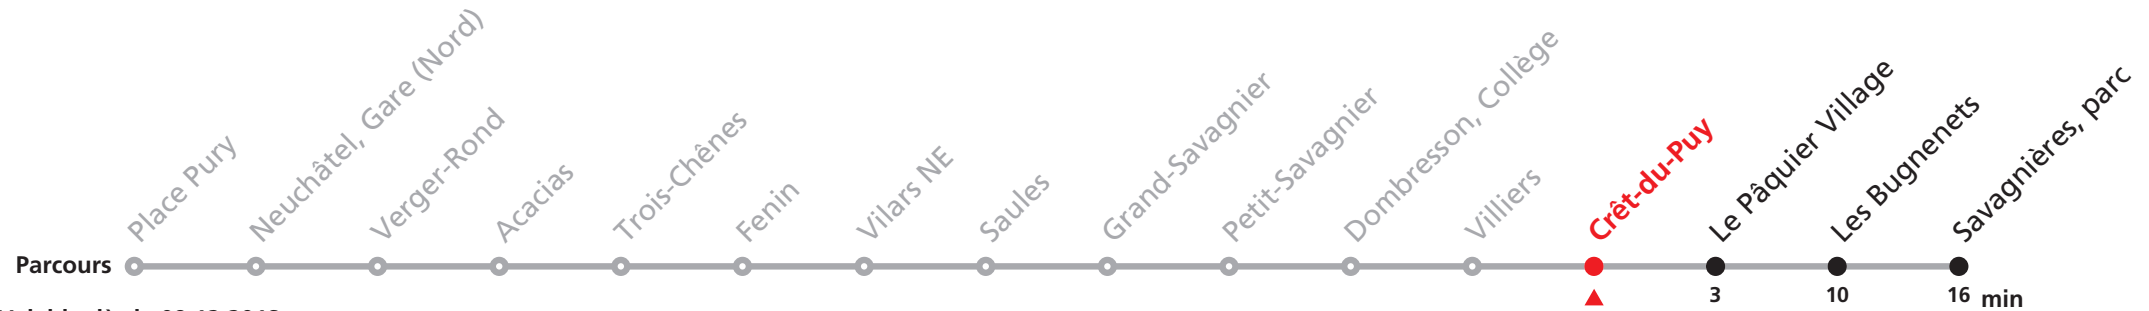 Place Pury
Neuchâtel, Gare (Nord)
Verger-Rond
Acacias
Trois-Chênes
Fenin
Vilars NE
Saules
Grand-Savagnier
Petit-Savagnier
Dombresson, Collège
Villiers
Crêt-du-Puy
Le Pâquier Village
Les Bugnenets
Savagnières, parc
Parcours
3 10 16 min